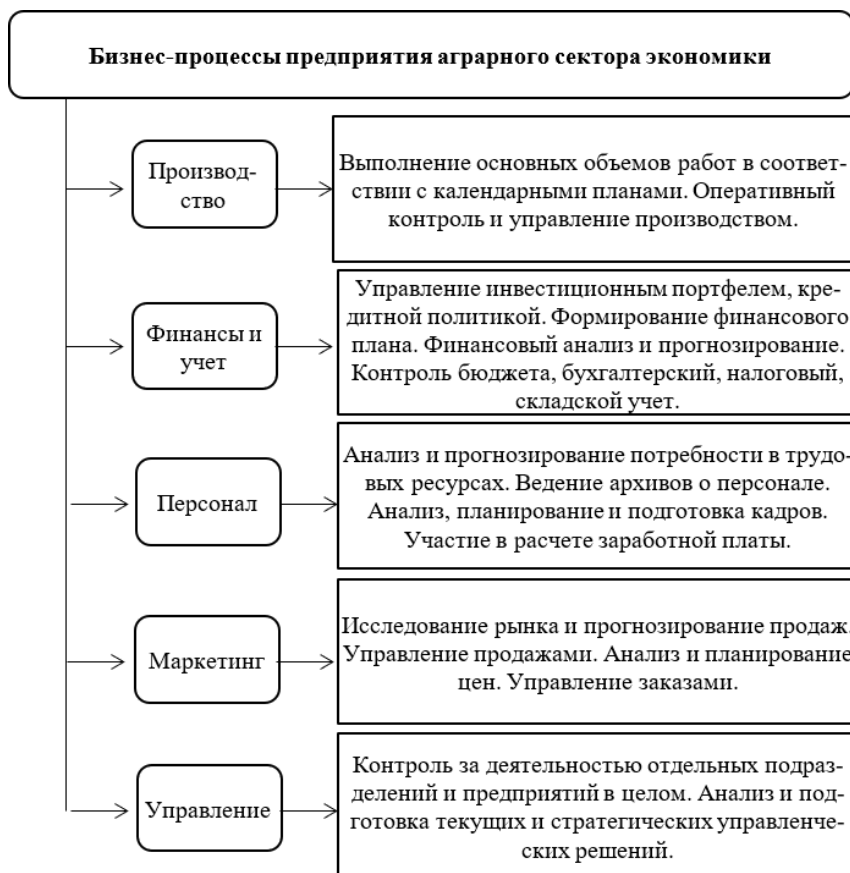 Бизнес-процессы предприятия аграрного сектора экономики
Производ-
ство
Выполнение основных объемов работ в соответ-
ствии с календарными планами. Оперативный
контроль и управление производством.
Финансы и
учет
Управление инвестиционным портфелем, кре-
дитной политикой. Формирование финансового
плана. Финансовый анализ и прогнозирование.
Контроль бюджета, бухгалтерский, налоговый,
складской учет.
Персонал
Анализ и прогнозирование потребности в трудо-
вых ресурсах. Ведение архивов о персонале.
Анализ, планирование и подготовка кадров.
Участие в расчете заработной платы.
Маркетинг
Исследование рынка и прогнозирование продаж.
Управление продажами. Анализ и планирование
цен. Управление заказами.
Управление
Контроль за деятельностью отдельных подраз-
делений и предприятий в целом. Анализ и под-
готовка текущих и стратегических управленче-
ских решений.